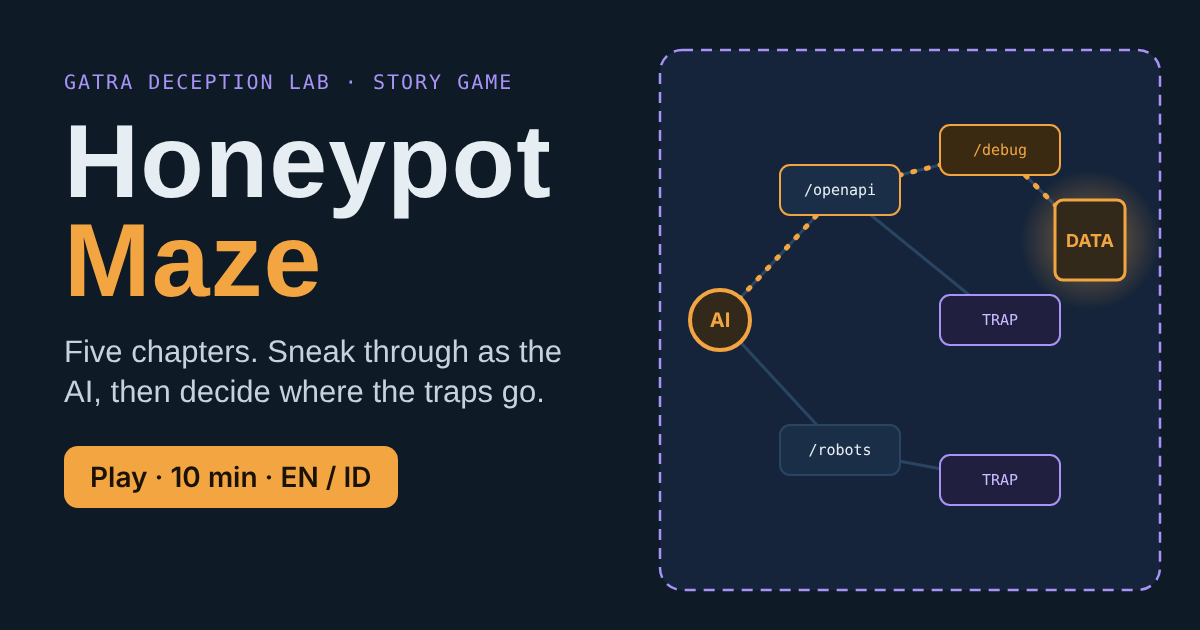 GATRA DECEPTION LAB · STORY GAME
Honeypot
Maze
Five chapters. Sneak through as the
AI, then decide where the traps go.
Play · 10 min · EN / ID
/debug
/openapi
DATA
AI
TRAP
/robots
TRAP